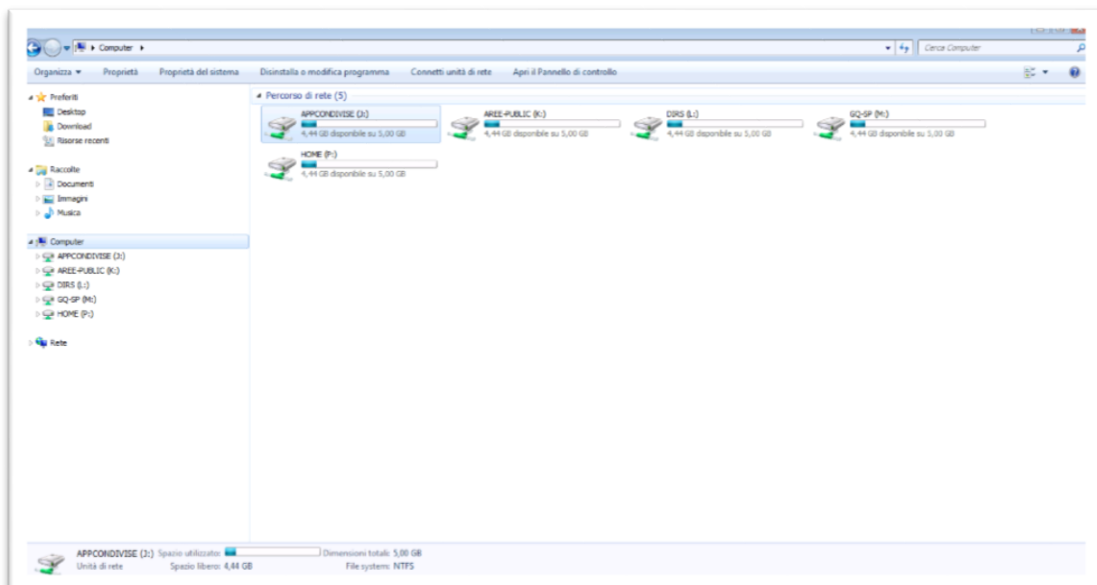 Computer
Cerca Computer
Organizza Proprietà Proprietà del sistema Disinstalla o modifica programma Connetti unità di rete Apri il Pannello di controllo
Preferiti
Desktop
Download
Risorse recenti
Raccolte
Documenti
Immagini
Musica
Computer
APPCONDIVISE (J:)
AREE-PUBLIC (K:)
DIRS (L:)
GQ-SP (M:)
HOME (P:)
Rete
Percorso di rete (5)
APPCONDIVISE (J:)
4,44 GB disponibile su 5,00 GB
AREE-PUBLIC (K:)
4,44 GB disponibile su 5,00 GB
DIRS (L:)
4,44 GB disponibile su 5,00 GB
GQ-SP (M:)
4,44 GB disponibile su 5,00 GB
HOME (P:)
4,44 GB disponibile su 5,00 GB
APPCONDIVISE (J:) Spazio utilizzato: Dimensioni totali: 5,00 GB
Unità di rete Spazio libero: 4,44 GB File system: NTFS